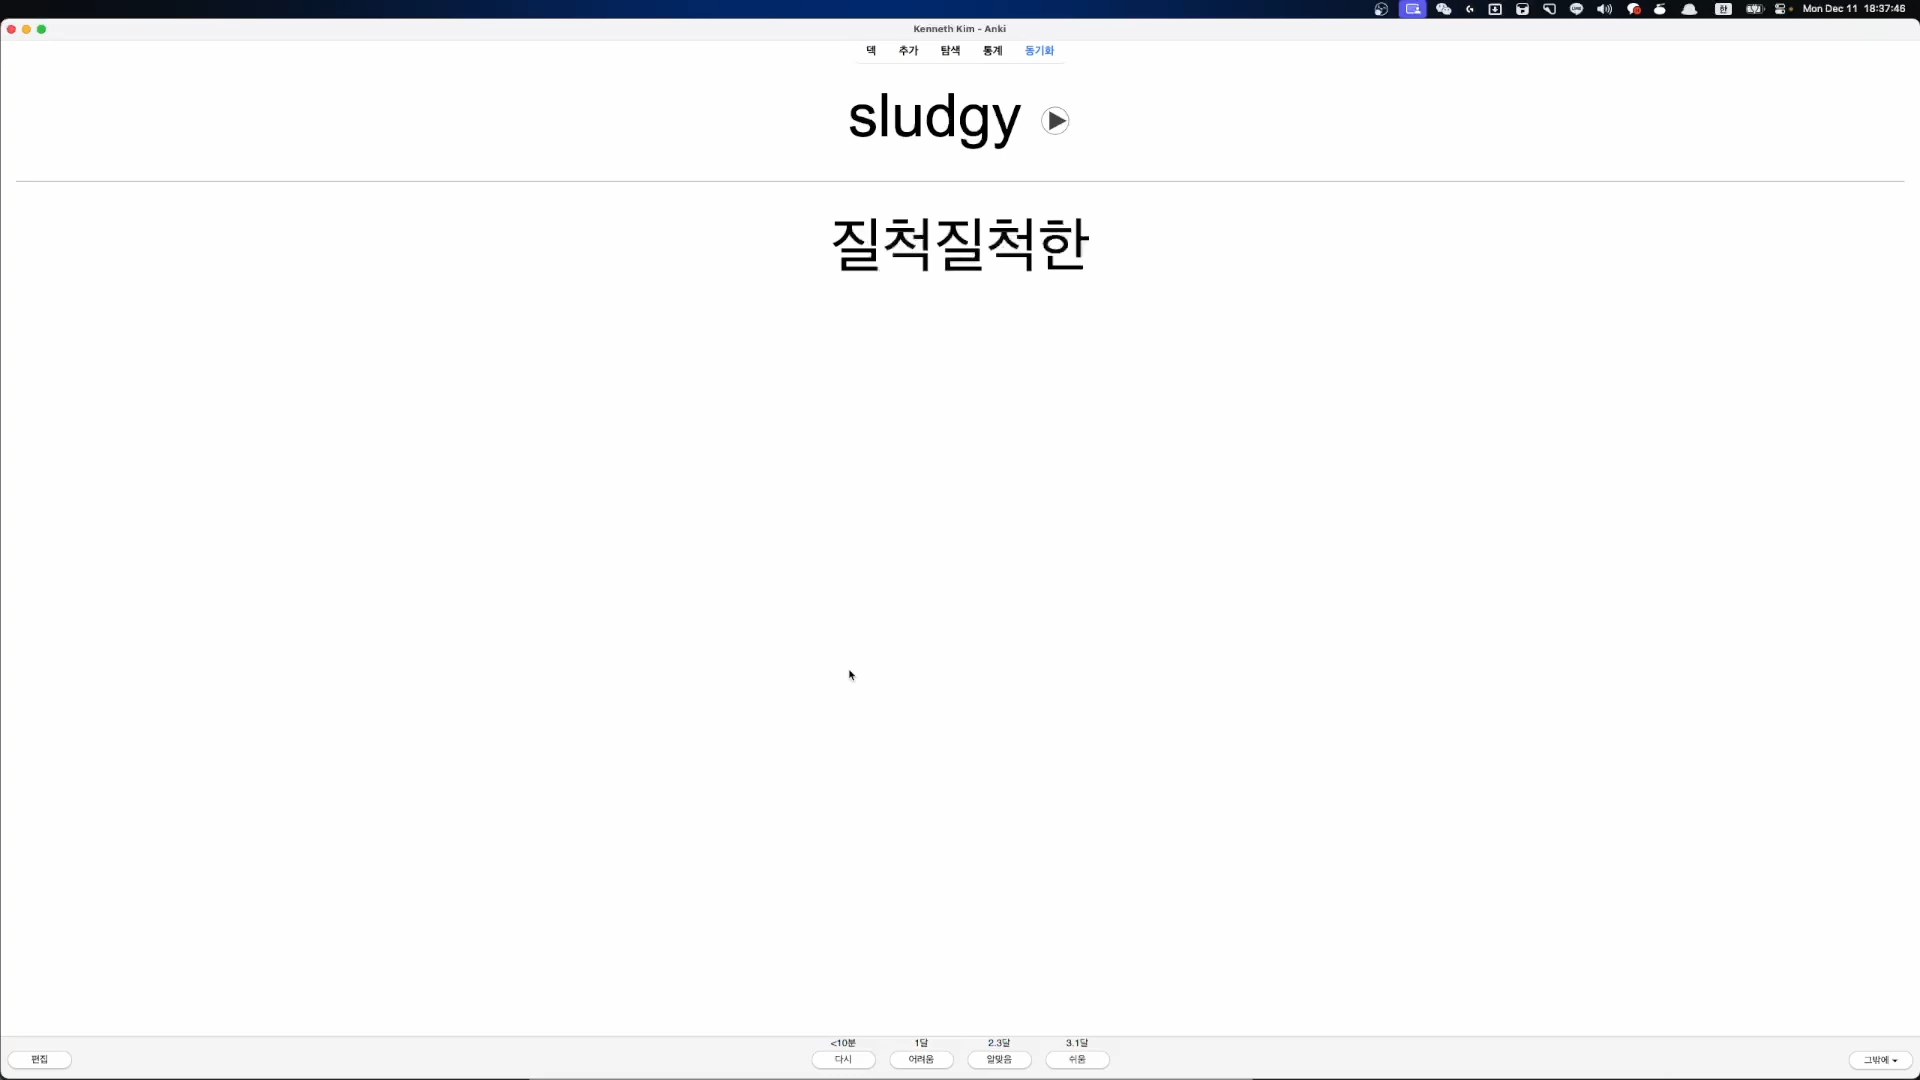 한
Mon Dec 11 18:37:46
Kenneth Kim - Anki
덱 추가 탐색 통계 동기화
sludgy
질척질척한
<10분 1달 2.3달 3.1달
편집 다시 어려움 알맞음 쉬움 그밖에